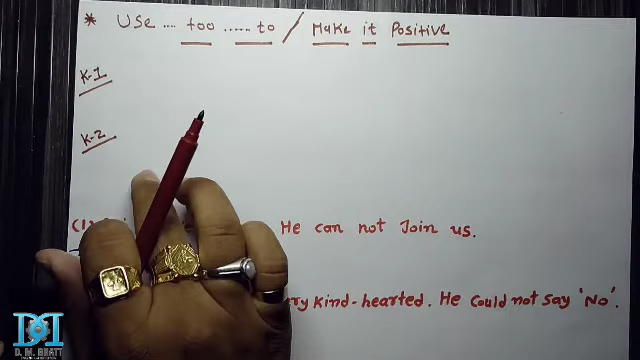 * Use .... too ...... to / Make it Positive
K-1
K-2
(1) He can not Join us.
kind-hearted. He could not say 'No'.
D. M. BHATT